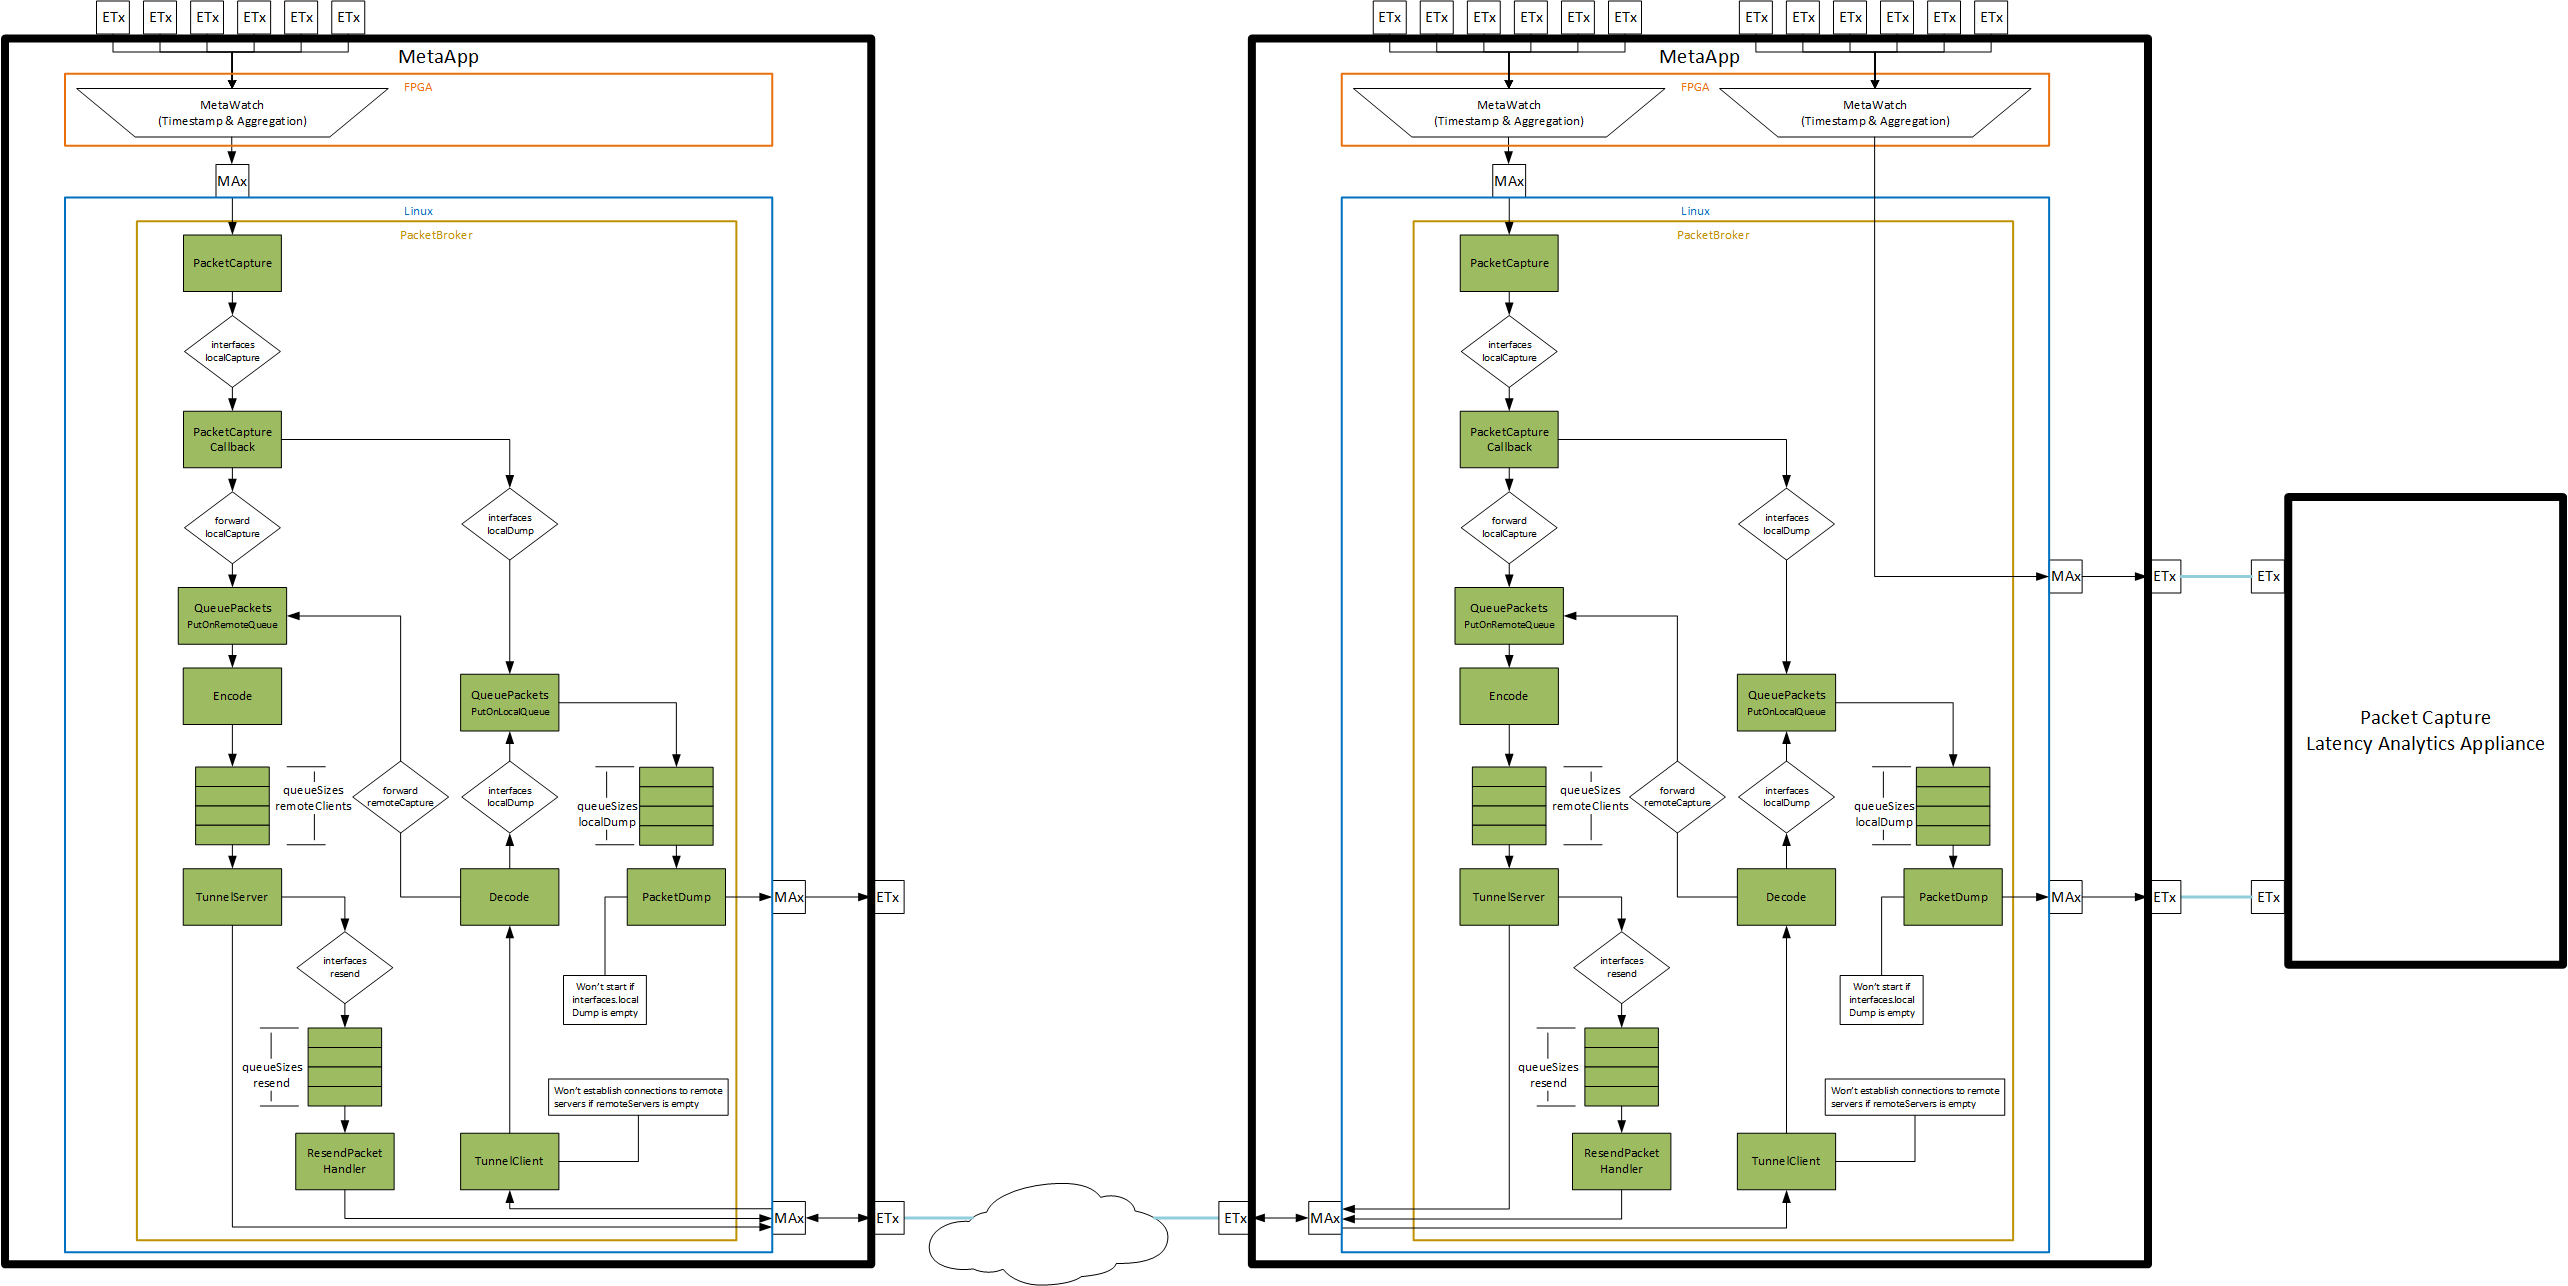 ETx ETx ETx ETx ETx ETx
MetaApp
FPGA
MetaWatch
(Timestamp & Aggregation)
MAx
Linux
PacketBroker
PacketCapture
interfaces
localCapture
PacketCapture
Callback
forward
localCapture
interfaces
localDump
QueuePackets
PutOnRemoteQueue
Encode
QueuePackets
PutOnLocalQueue
queueSizes
remoteClients
forward
remoteCapture
interfaces
localDump
queueSizes
localDump
TunnelServer
Decode
PacketDump
MAx
ETx
interfaces
resend
Won't start if
interfaces.local
Dump is empty
queueSizes
resend
Won't establish connections to remote
servers if remoteServers is empty
ResendPacket
Handler
TunnelClient
MAx
ETx
ETx ETx ETx ETx ETx ETx
ETx ETx ETx ETx ETx ETx
MetaApp
FPGA
MetaWatch
(Timestamp & Aggregation)
MetaWatch
(Timestamp & Aggregation)
MAx
Linux
PacketBroker
PacketCapture
interfaces
localCapture
PacketCapture
Callback
forward
localCapture
interfaces
localDump
MAx
ETx
ETx
QueuePackets
PutOnRemoteQueue
Encode
QueuePackets
PutOnLocalQueue
queueSizes
remoteClients
forward
remoteCapture
interfaces
localDump
queueSizes
localDump
TunnelServer
Decode
PacketDump
MAx
ETx
ETx
interfaces
resend
Won't start if
interfaces.local
Dump is empty
queueSizes
resend
Won't establish connections to remote
servers if remoteServers is empty
ResendPacket
Handler
TunnelClient
ETx
MAx
Packet Capture
Latency Analytics Appliance